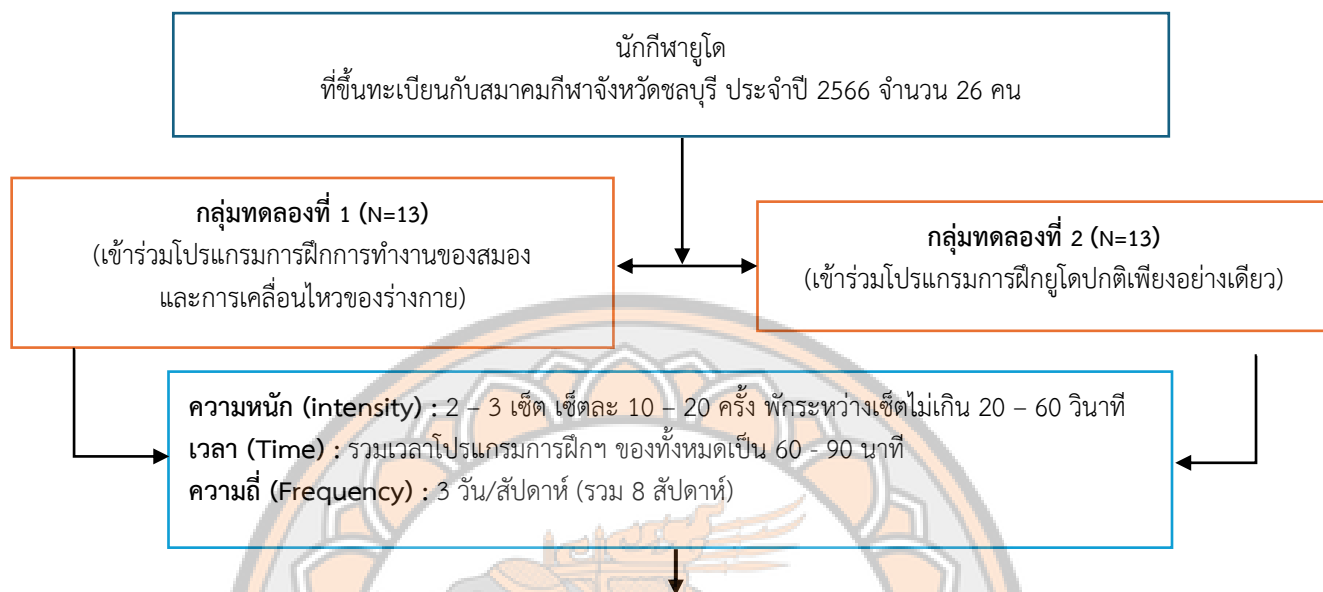 นักกีฬายูโด
ที่ขึ้นทะเบียนกับสมาคมกีฬาจังหวัดชลบุรี ประจำปี 2566 จำนวน 26 คน
กลุ่มทดลองที่ 1 (N=13)
(เข้าร่วมโปรแกรมการฝึกการทำงานของสมอง
และการเคลื่อนไหวของร่างกาย)
กลุ่มทดลองที่ 2 (N=13)
(เข้าร่วมโปรแกรมการฝึกยูโดปกติเพียงอย่างเดียว)
ความหนัก (intensity) : 2 – 3 เซ็ต เซ็ตละ 10 – 20 ครั้ง พักระหว่างเซ็ตไม่เกิน 20 – 60 วินาที
เวลา (Time) : รวมเวลาโปรแกรมการฝึกฯ ของทั้งหมดเป็น 60 - 90 นาที
ความถี่ (Frequency) : 3 วัน/สัปดาห์ (รวม 8 สัปดาห์)